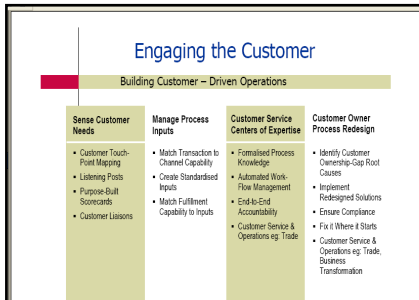 Engaging the Customer
Building Customer – Driven Operations
Sense Customer
Needs
▪ Customer Touch-
Point Mapping
▪ Listening Posts
▪ Purpose-Built
Scorecards
▪ Customer Liaisons
Manage Process
Inputs
▪ Match Transaction to
Channel Capability
▪ Create Standardised
Inputs
▪ Match Fulfillment
Capability to Inputs
Customer Service
Centers of Expertise
▪ Formalised Process
Knowledge
▪ Automated Work-
Flow Management
▪ End-to-End
Accountability
▪ Customer Service &
Operations eg: Trade
Customer Owner
Process Redesign
▪ Identify Customer
Ownership-Gap Root
Causes
▪ Implement
Redesigned Solutions
▪ Ensure Compliance
▪ Fix it Where it Starts
▪ Customer Service &
Operations eg: Trade,
Business
Transformation